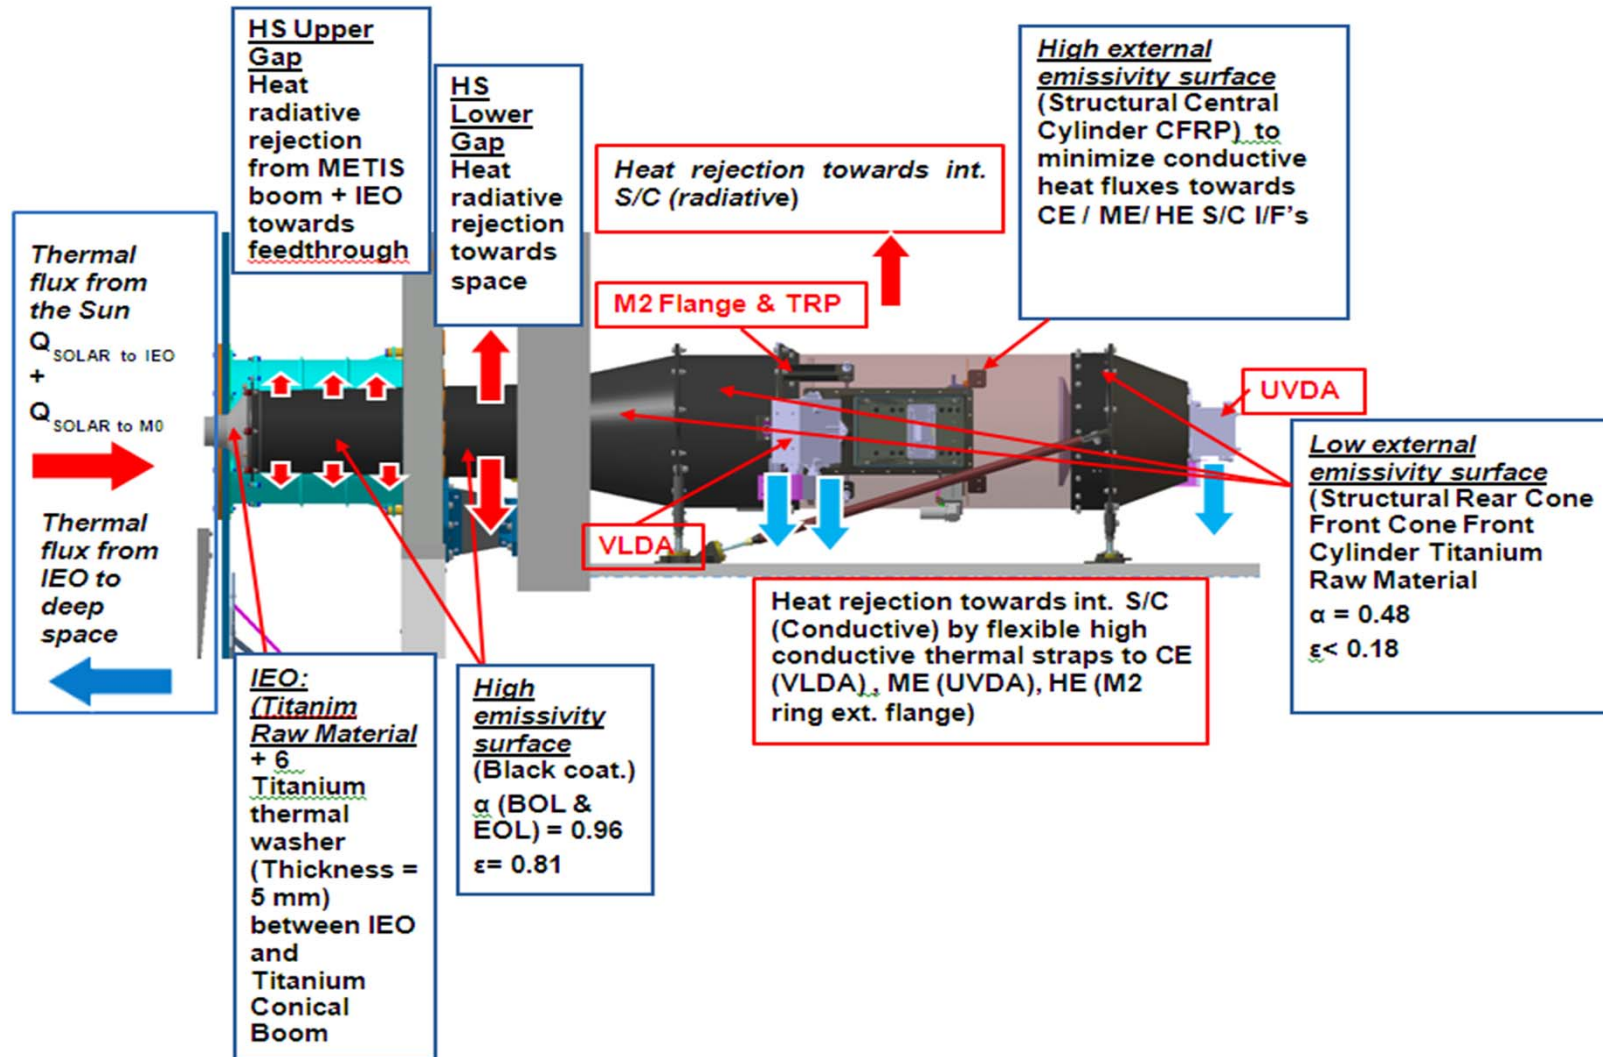 Thermal
flux from
the Sun
Q SOLAR to IEO
+
Q SOLAR to M0
Thermal
flux from
IEO to
deep
space
HS Upper
Gap
Heat
radiative
rejection
from METIS
boom + IEO
towards
feedthrough
HS
Lower
Gap
Heat
radiative
rejection
towards
space
Heat rejection towards int.
S/C (radiative)
M2 Flange & TRP
High external
emissivity surface
(Structural Central
Cylinder CFRP) to
minimize conductive
heat fluxes towards
CE / ME/ HE S/C I/F's
UVDA
VLDA
Low external
emissivity surface
(Structural Rear Cone
Front Cone Front
Cylinder Titanium
Raw Material
α = 0.48
ε< 0.18
Heat rejection towards int. S/C
(Conductive) by flexible high
conductive thermal straps to CE
(VLDA) , ME (UVDA), HE (M2
ring ext. flange)
IEO:
(Titanim
Raw Material
+ 6
Titanium
thermal
washer
(Thickness =
5 mm)
between IEO
and
Titanium
Conical
Boom
High
emissivity
surface
(Black coat.)
α (BOL &
EOL) = 0.96
ε= 0.81